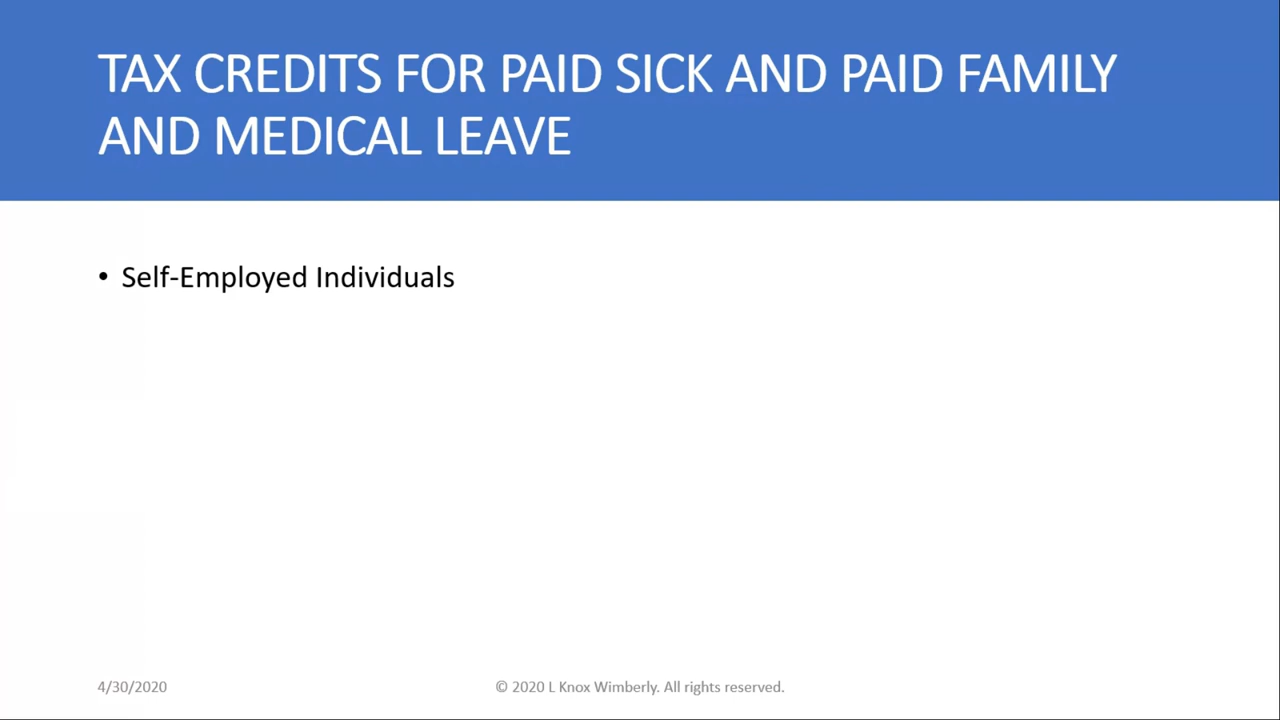 TAX CREDITS FOR PAID SICK AND PAID FAMILY
AND MEDICAL LEAVE
• Self-Employed Individuals
4/30/2020
© 2020 L Knox Wimberly. All rights reserved.